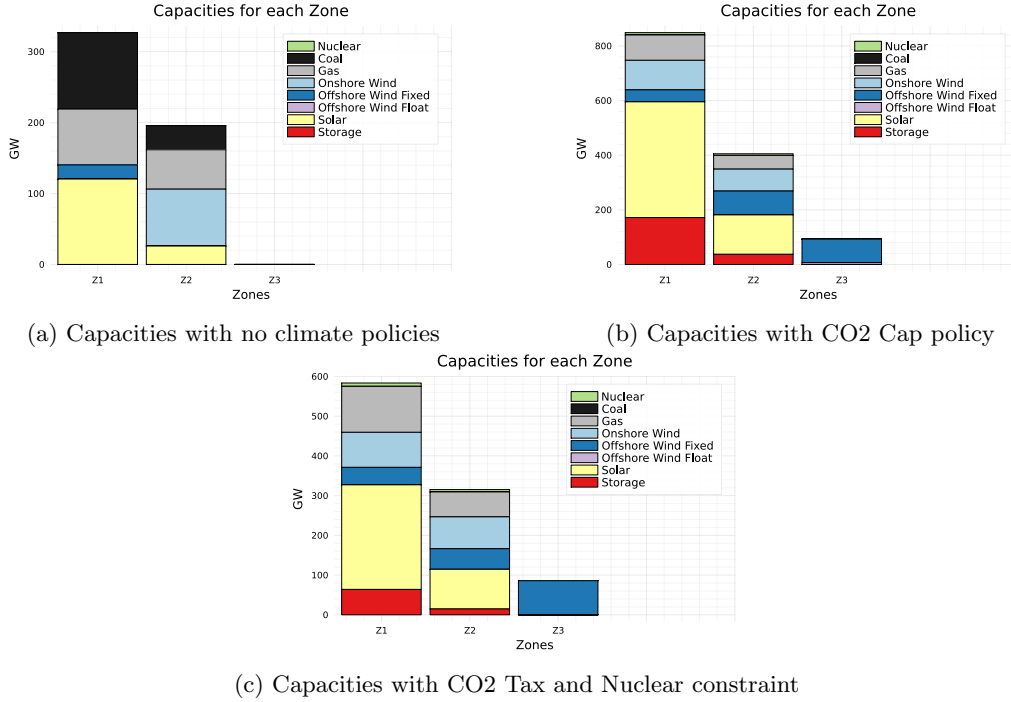 Capacities for each Zone
300
200
100
0
GW
Z1 Z2 Z3
Zones
Nuclear
Coal
Gas
Onshore Wind
Offshore Wind Fixed
Offshore Wind Float
Solar
Storage
(a) Capacities with no climate policies
Capacities for each Zone
800
600
400
200
0
GW
Z1 Z2 Z3
Zones
Nuclear
Coal
Gas
Onshore Wind
Offshore Wind Fixed
Offshore Wind Float
Solar
Storage
(b) Capacities with CO2 Cap policy
Capacities for each Zone
600
500
400
300
200
100
0
GW
Z1 Z2 Z3
Zones
Nuclear
Coal
Gas
Onshore Wind
Offshore Wind Fixed
Offshore Wind Float
Solar
Storage
(c) Capacities with CO2 Tax and Nuclear constraint